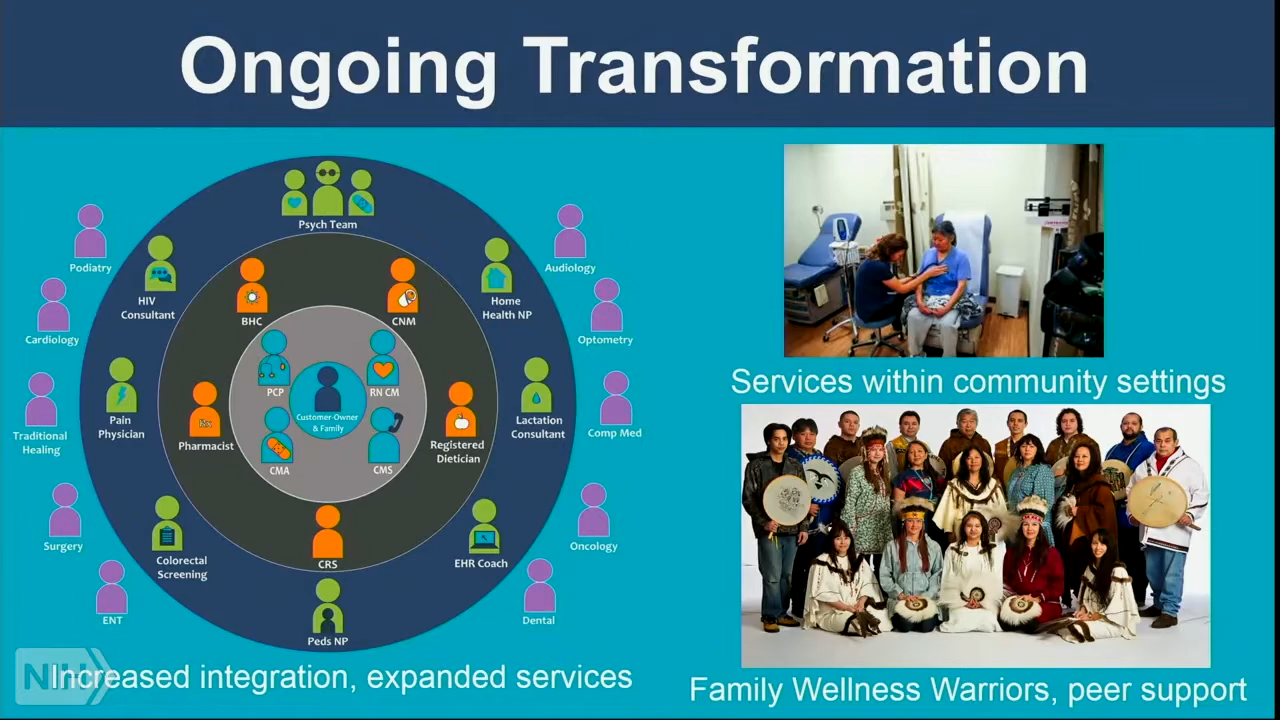 Ongoing Transformation
Psych Team
Podiatry
Audiology
HIV
Consultant
Home
Health NP
BHC
CNM
Cardiology
Optometry
PCP
RN CM
Customer-Owner
& Family
Pain
Physician
Lactation
Consultant
Traditional
Healing
Comp Med
Rx
Pharmacist
Registered
Dietician
CMA
CMS
Surgery
Oncology
Colorectal
Screening
EHR Coach
CRS
ENT
Dental
Peds NP
NIH
Increased integration, expanded services
Services within community settings
Family Wellness Warriors, peer support